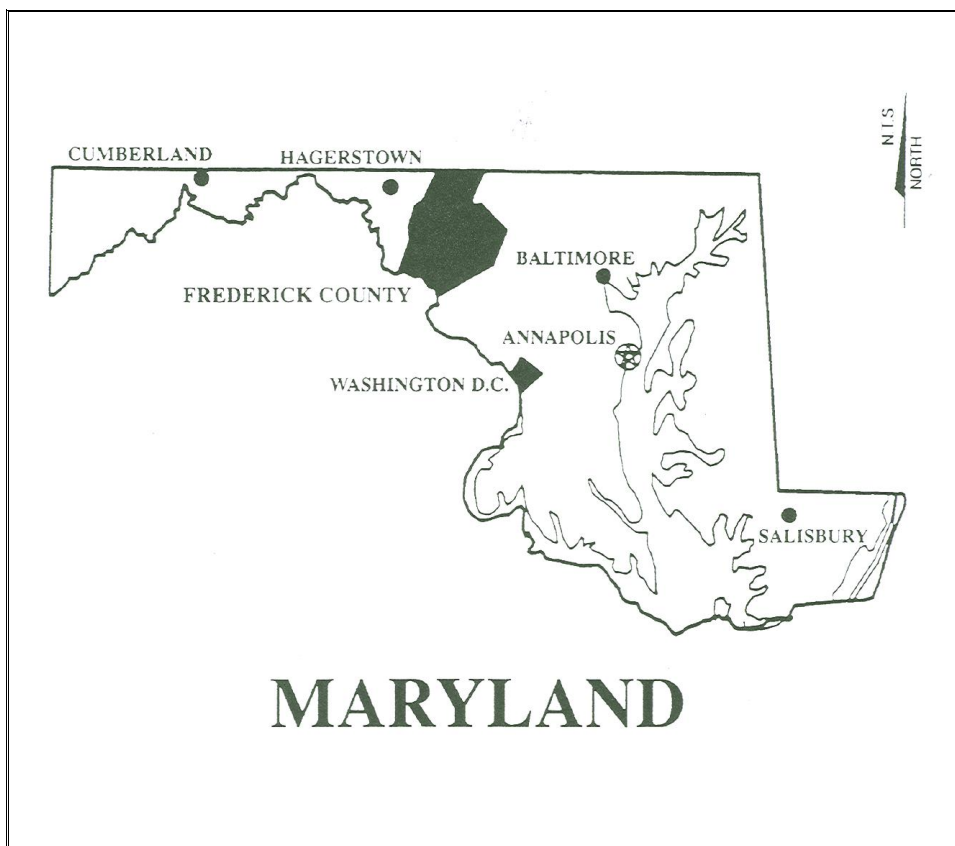 N.T.S
NORTH
CUMBERLAND
HAGERSTOWN
BALTIMORE
FREDERICK COUNTY
ANNAPOLIS
WASHINGTON D.C.
SALISBURY
MARYLAND